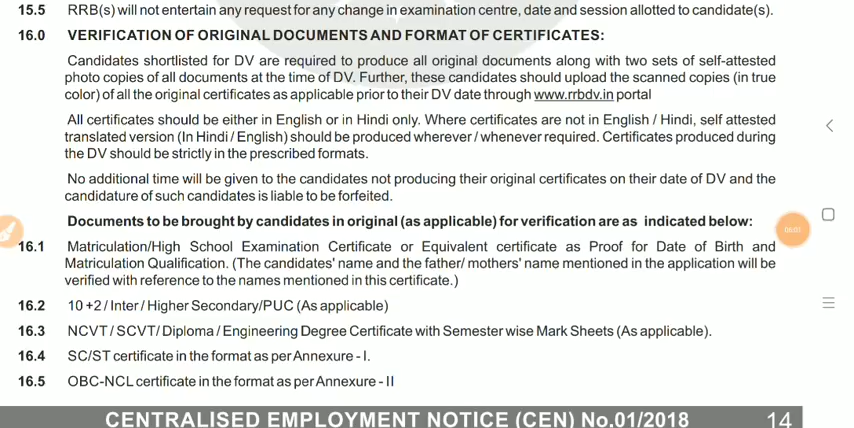 15.5 RRB(s) will not entertain any request for any change in examination centre, date and session allotted to candidate(s).
16.0 VERIFICATION OF ORIGINAL DOCUMENTS AND FORMAT OF CERTIFICATES:
Candidates shortlisted for DV are required to produce all original documents along with two sets of self-attested
photo copies of all documents at the time of DV. Further, these candidates should upload the scanned copies (in true
color) of all the original certificates as applicable prior to their DV date through www.rrbdv.in portal
All certificates should be either in English or in Hindi only. Where certificates are not in English / Hindi, self attested
translated version (In Hindi / English) should be produced wherever / whenever required. Certificates produced during
the DV should be strictly in the prescribed formats.
No additional time will be given to the candidates not producing their original certificates on their date of DV and the
candidature of such candidates is liable to be forfeited.
Documents to be brought by candidates in original (as applicable) for verification are as indicated below:
16.1 Matriculation/High School Examination Certificate or Equivalent certificate as Proof for Date of Birth and
Matriculation Qualification. (The candidates' name and the father/ mothers' name mentioned in the application will be
verified with reference to the names mentioned in this certificate.)
16.2 10 +2 / Inter / Higher Secondary/PUC (As applicable)
16.3 NCVT / SCVT / Diploma / Engineering Degree Certificate with Semester wise Mark Sheets (As applicable).
16.4 SC/ST certificate in the format as per Annexure - I.
16.5 OBC-NCL certificate in the format as per Annexure - II
CENTRALISED EMPLOYMENT NOTICE (CEN) No.01/2018 14